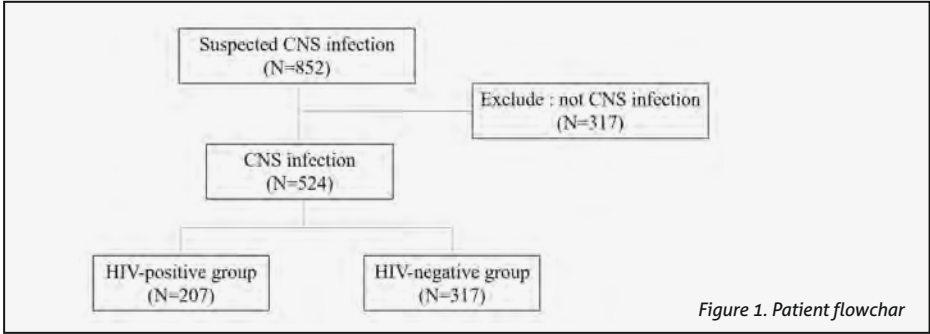 Suspected CNS infection
(N=852)
Exclude : not CNS infection
(N=317)
CNS infection
(N=524)
HIV-positive group
(N=207)
HIV-negative group
(N=317)
Figure 1. Patient flowchar